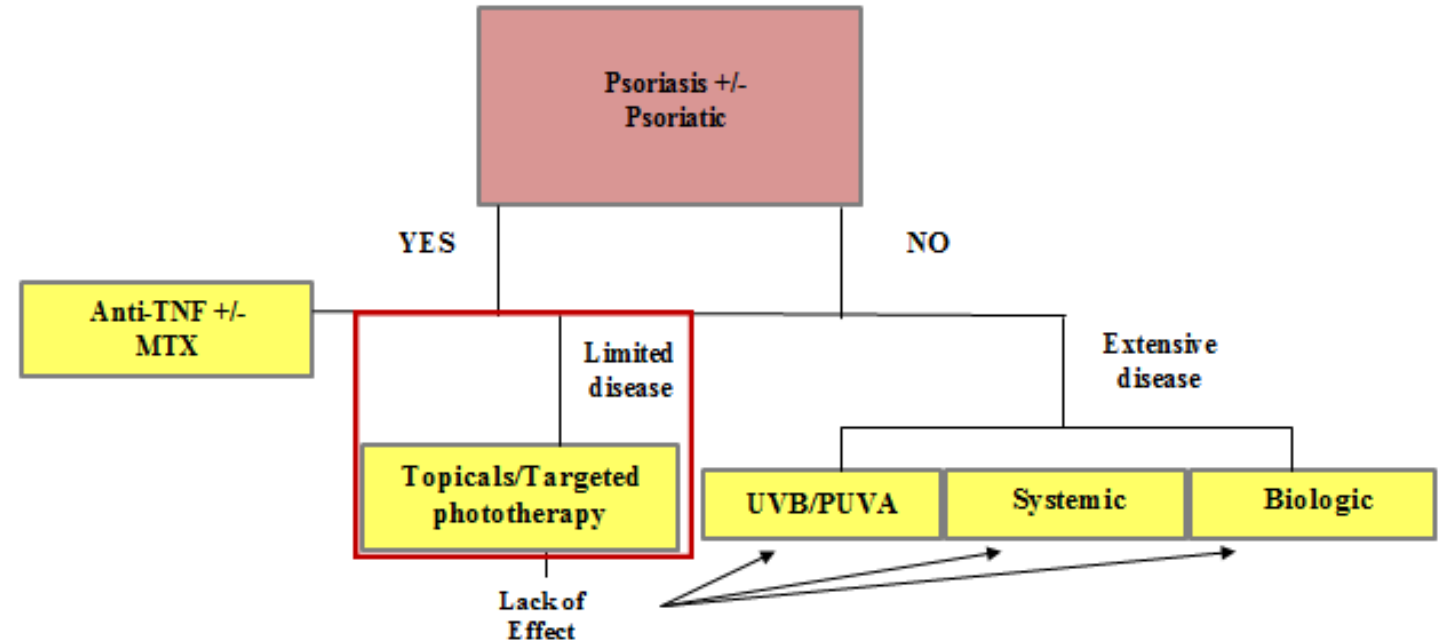 Psoriasis +/-
Psoriatic
YES
NO
Anti-TNF +/-
MTX
Limited
disease
Extensive
disease
Topicals/Targeted
phototherapy
UVB/PUVA
Systemic
Biologic
Lack of
Effect